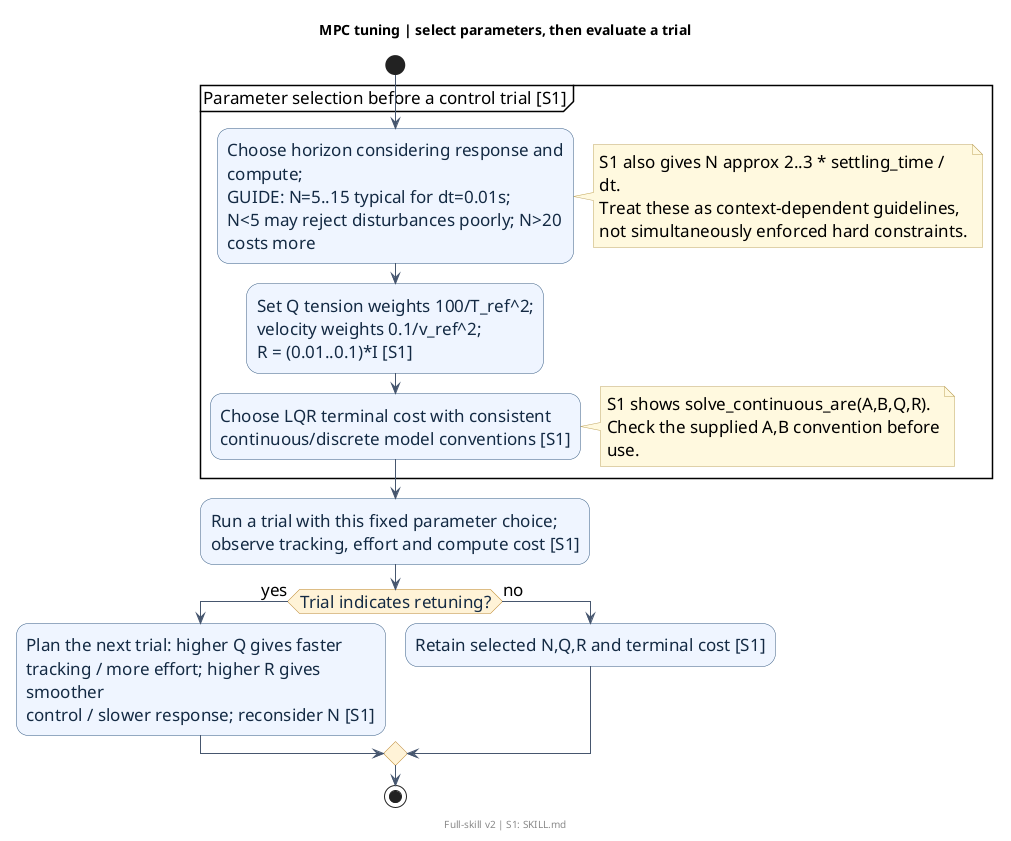 MPC tuning | select parameters, then evaluate a trial
Parameter selection before a control trial [S1]
Choose horizon considering response and
compute;
GUIDE: N=5..15 typical for dt=0.01s;
N<5 may reject disturbances poorly; N>20
costs more
S1 also gives N approx 2..3 * settling_time /
dt.
Treat these as context-dependent guidelines,
not simultaneously enforced hard constraints.
Set Q tension weights 100/T_ref^2;
velocity weights 0.1/v_ref^2;
R = (0.01..0.1)*I [S1]
Choose LQR terminal cost with consistent
continuous/discrete model conventions [S1]
S1 shows solve_continuous_are(A,B,Q,R).
Check the supplied A,B convention before
use.
Run a trial with this fixed parameter choice;
observe tracking, effort and compute cost [S1]
Trial indicates retuning?
yes
no
Plan the next trial: higher Q gives faster
tracking / more effort; higher R gives
smoother
control / slower response; reconsider N [S1]
Retain selected N,Q,R and terminal cost [S1]
Full-skill v2 | S1: SKILL.md